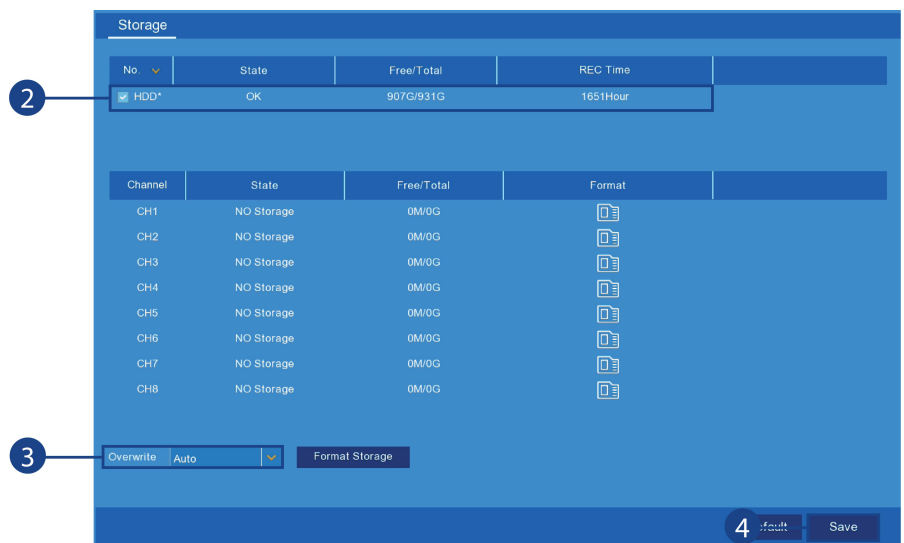 Storage
No. State Free/Total REC Time
2
HDD* OK 907G/931G 1651Hour
Channel State Free/Total Format
CH1 NO Storage 0M/0G
CH2 NO Storage 0M/0G
CH3 NO Storage 0M/0G
CH4 NO Storage 0M/0G
CH5 NO Storage 0M/0G
CH6 NO Storage 0M/0G
CH7 NO Storage 0M/0G
CH8 NO Storage 0M/0G
3
Overwrite Auto Format Storage
4 Save